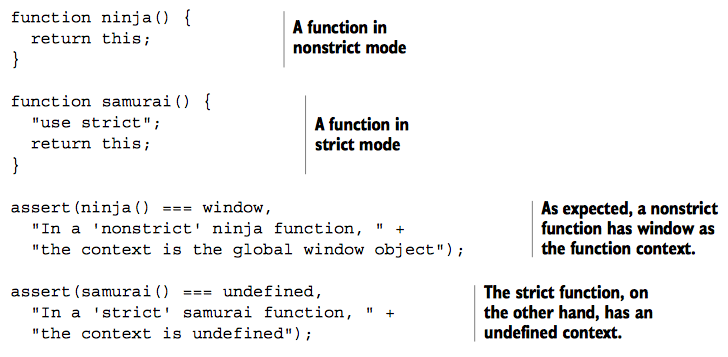 function ninja() {
  return this;
}
A function in
nonstrict mode
function samurai() {
  "use strict";
  return this;
}
A function in
strict mode
assert(ninja() === window,
  "In a 'nonstrict' ninja function, " +
  "the context is the global window object");
As expected, a nonstrict
function has window as
the function context.
assert(samurai() === undefined,
  "In a 'strict' samurai function, " +
  "the context is undefined");
The strict function, on
the other hand, has an
undefined context.